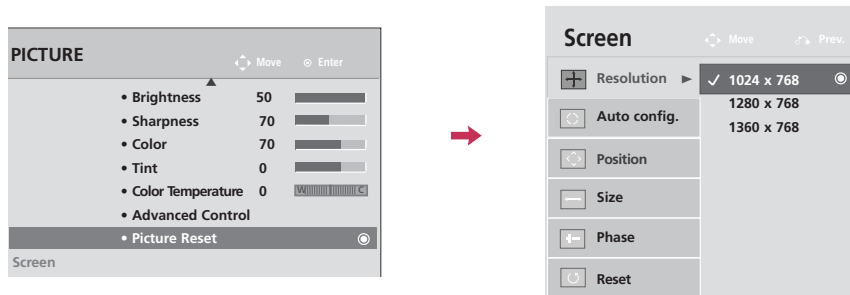 PICTURE
Move Enter
• Brightness 50
• Sharpness 70
• Color 70
• Tint 0
• Color Temperature 0 W C
• Advanced Control
• Picture Reset
Screen
Screen
Move Prev.
Resolution ► ✓ 1024 x 768
1280 x 768
Auto config.
1360 x 768
Position
Size
Phase
Reset